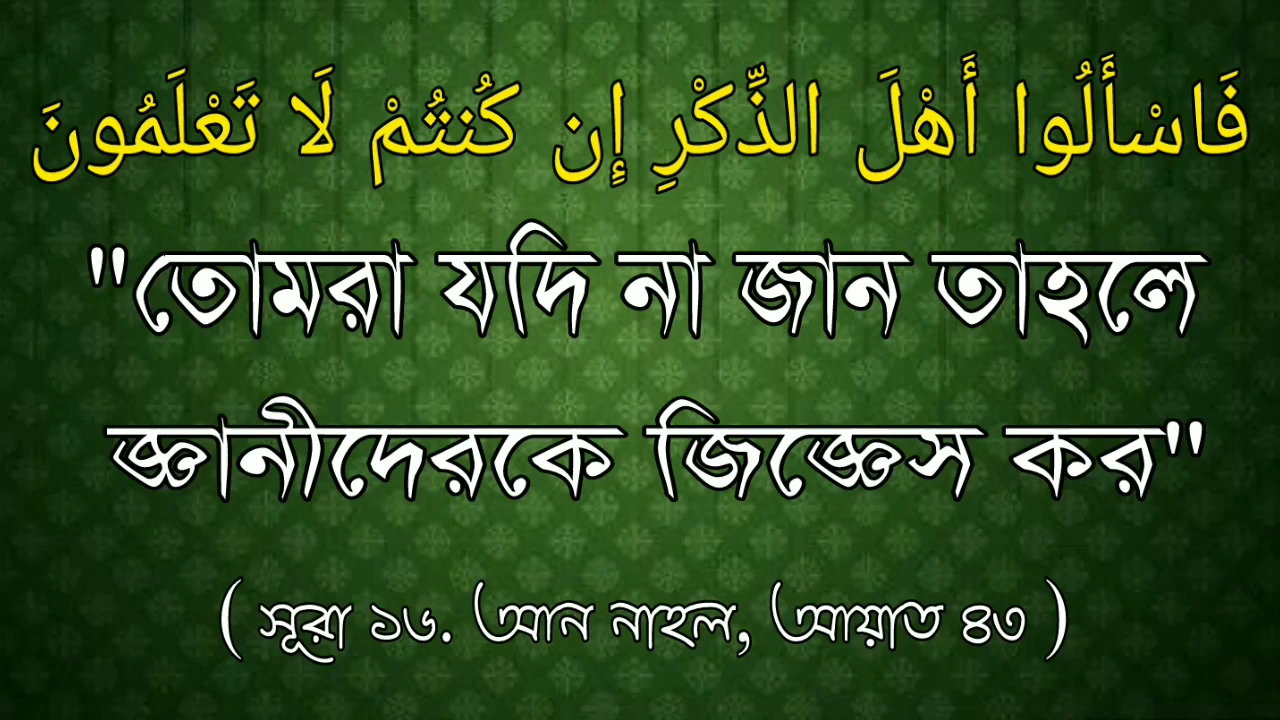 فَاسْأَلُوا أَهْلَ الذِّكْرِ إِن كُنتُمْ لَا تَعْلَمُونَ
"তোমরা যদি না জান তাহলে
জ্ঞানীদেরকে জিজ্ঞেস কর"
( সূরা ১৬. আন নাহল, আয়াত ৪৩ )